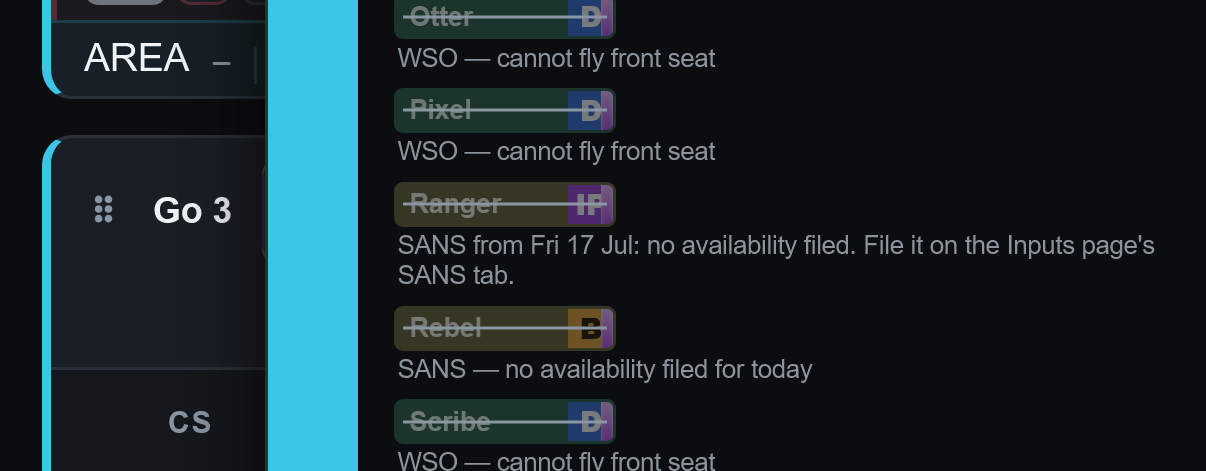 AREA –
Go 3
CS
Otter D
WSO — cannot fly front seat
Pixel D
WSO — cannot fly front seat
Ranger IP
SANS from Fri 17 Jul: no availability filed. File it on the Inputs page's
SANS tab.
Rebel B
SANS — no availability filed for today
Scribe D
WSO — cannot fly front seat